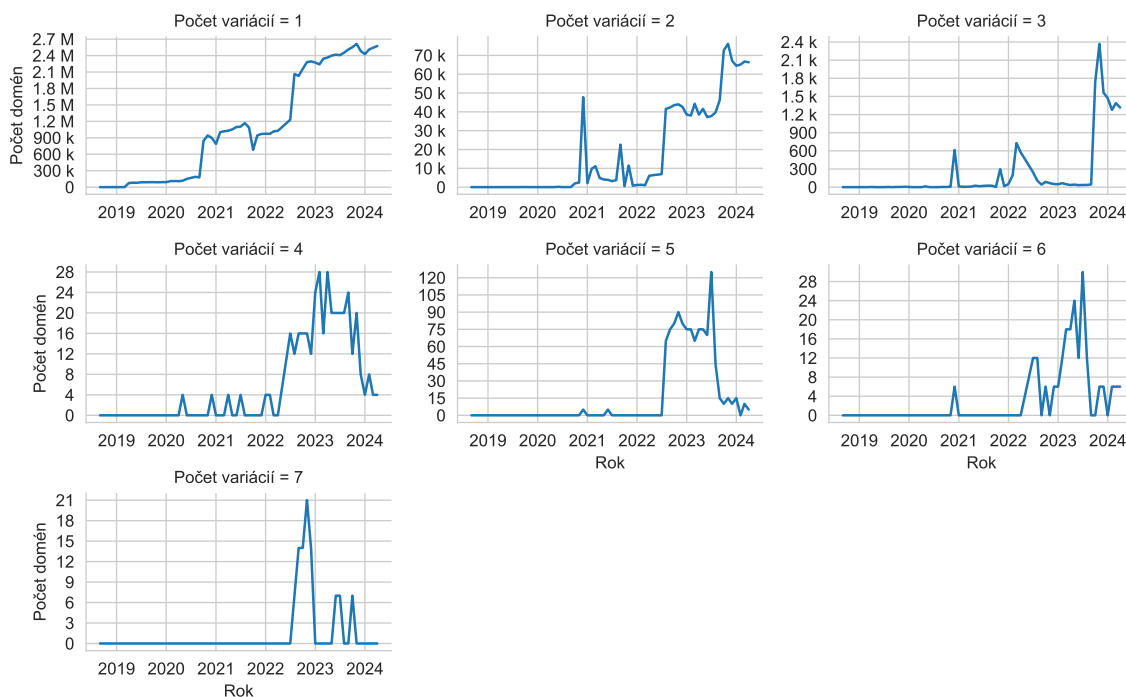 Počet variácií = 1
Počet domén
2.7 M
2.4 M
2.1 M
1.8 M
1.5 M
1.2 M
900 k
600 k
300 k
0
2019 2020 2021 2022 2023 2024
Počet variácií = 2
70 k
60 k
50 k
40 k
30 k
20 k
10 k
0
2019 2020 2021 2022 2023 2024
Počet variácií = 3
2.4 k
2.1 k
1.8 k
1.5 k
1.2 k
900
600
300
0
2019 2020 2021 2022 2023 2024
Počet variácií = 4
Počet domén
28
24
20
16
12
8
4
0
2019 2020 2021 2022 2023 2024
Počet variácií = 5
120
105
90
75
60
45
30
15
0
2019 2020 2021 2022 2023 2024
Rok
Počet variácií = 6
28
24
20
16
12
8
4
0
2019 2020 2021 2022 2023 2024
Rok
Počet variácií = 7
Počet domén
21
18
15
12
9
6
3
0
2019 2020 2021 2022 2023 2024
Rok